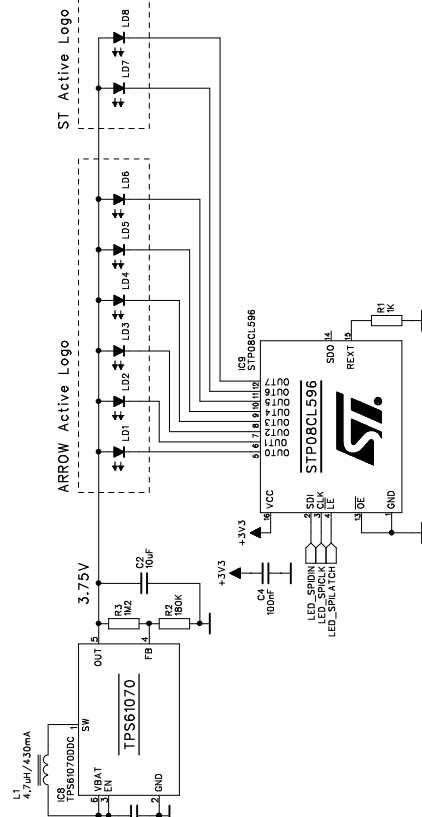 ST Active Logo
LD8
LD7
ARROW Active Logo
LD6
LD5
LD4
LD3
LD2
LD1
3.75V
C2
10uF
R3
1M2
R2
180K
OUT
5
FB
4
TPS61070
SW
1
L1
4,7uH/430mA
IC8
TPS61070DDC
6
VBAT
3
EN
2
GND
IC9
STP08CL596
OUT7
12
OUT6
11
OUT5
10
OUT4
9
OUT3
8
OUT2
7
OUT1
6
OUT0
5
STP08CL596
ST
SDO
14
REXT
15
R1
1K
+3V3
16
VCC
2
SDI
3
CLK
4
LE
13
OE
1
GND
LED_SPIDIN
LED_SPICLK
LED_SPILATCH
+3V3
C4
100nF